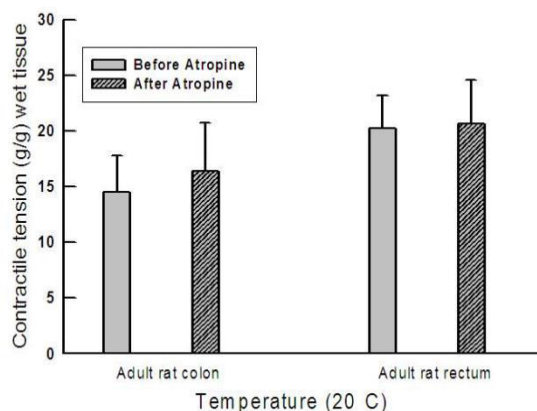 Contractile tension (g/g) wet tissue
30
25
20
15
10
5
0
Before Atropine
After Atropine
Adult rat colon
Adult rat rectum
Temperature (20 C)